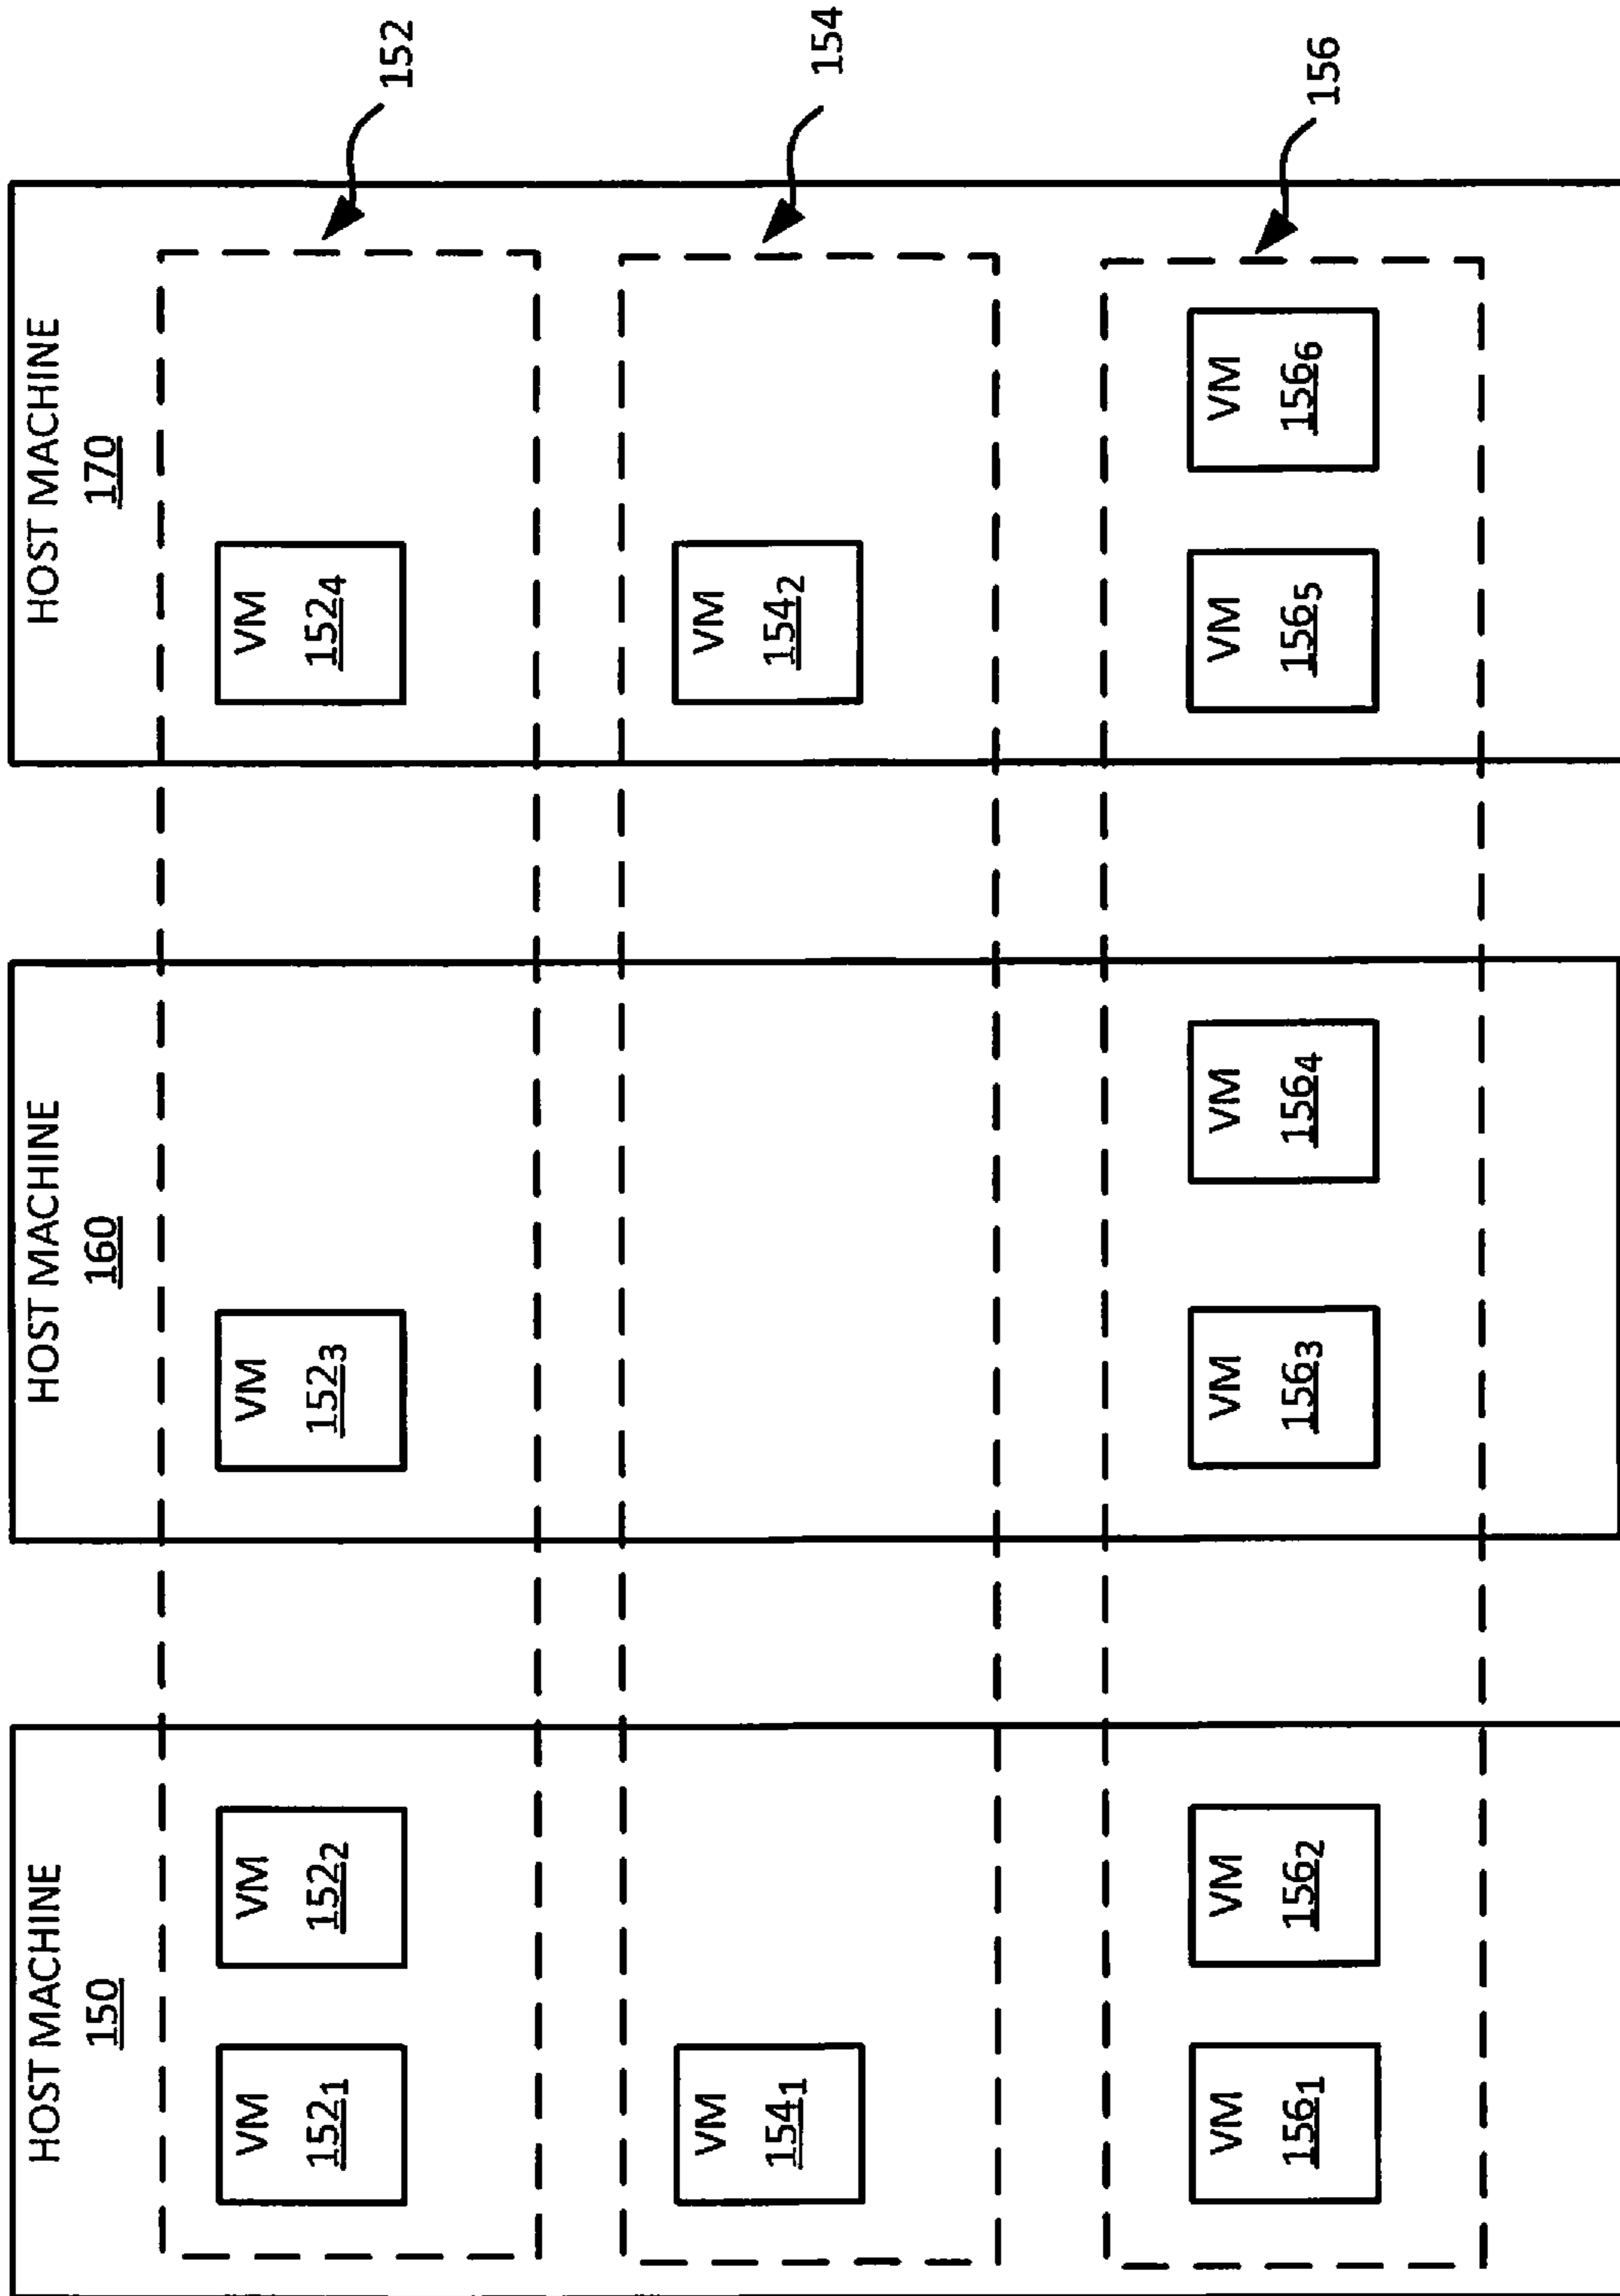 HOST MACHINE
150
VM
152₁
VM
152₂
VM
154₁
VM
156₁
VM
156₂
HOST MACHINE
160
VM
152₃
VM
156₃
VM
156₄
HOST MACHINE
170
VM
152₄
VM
154₂
VM
156₅
VM
156₆
152
154
156